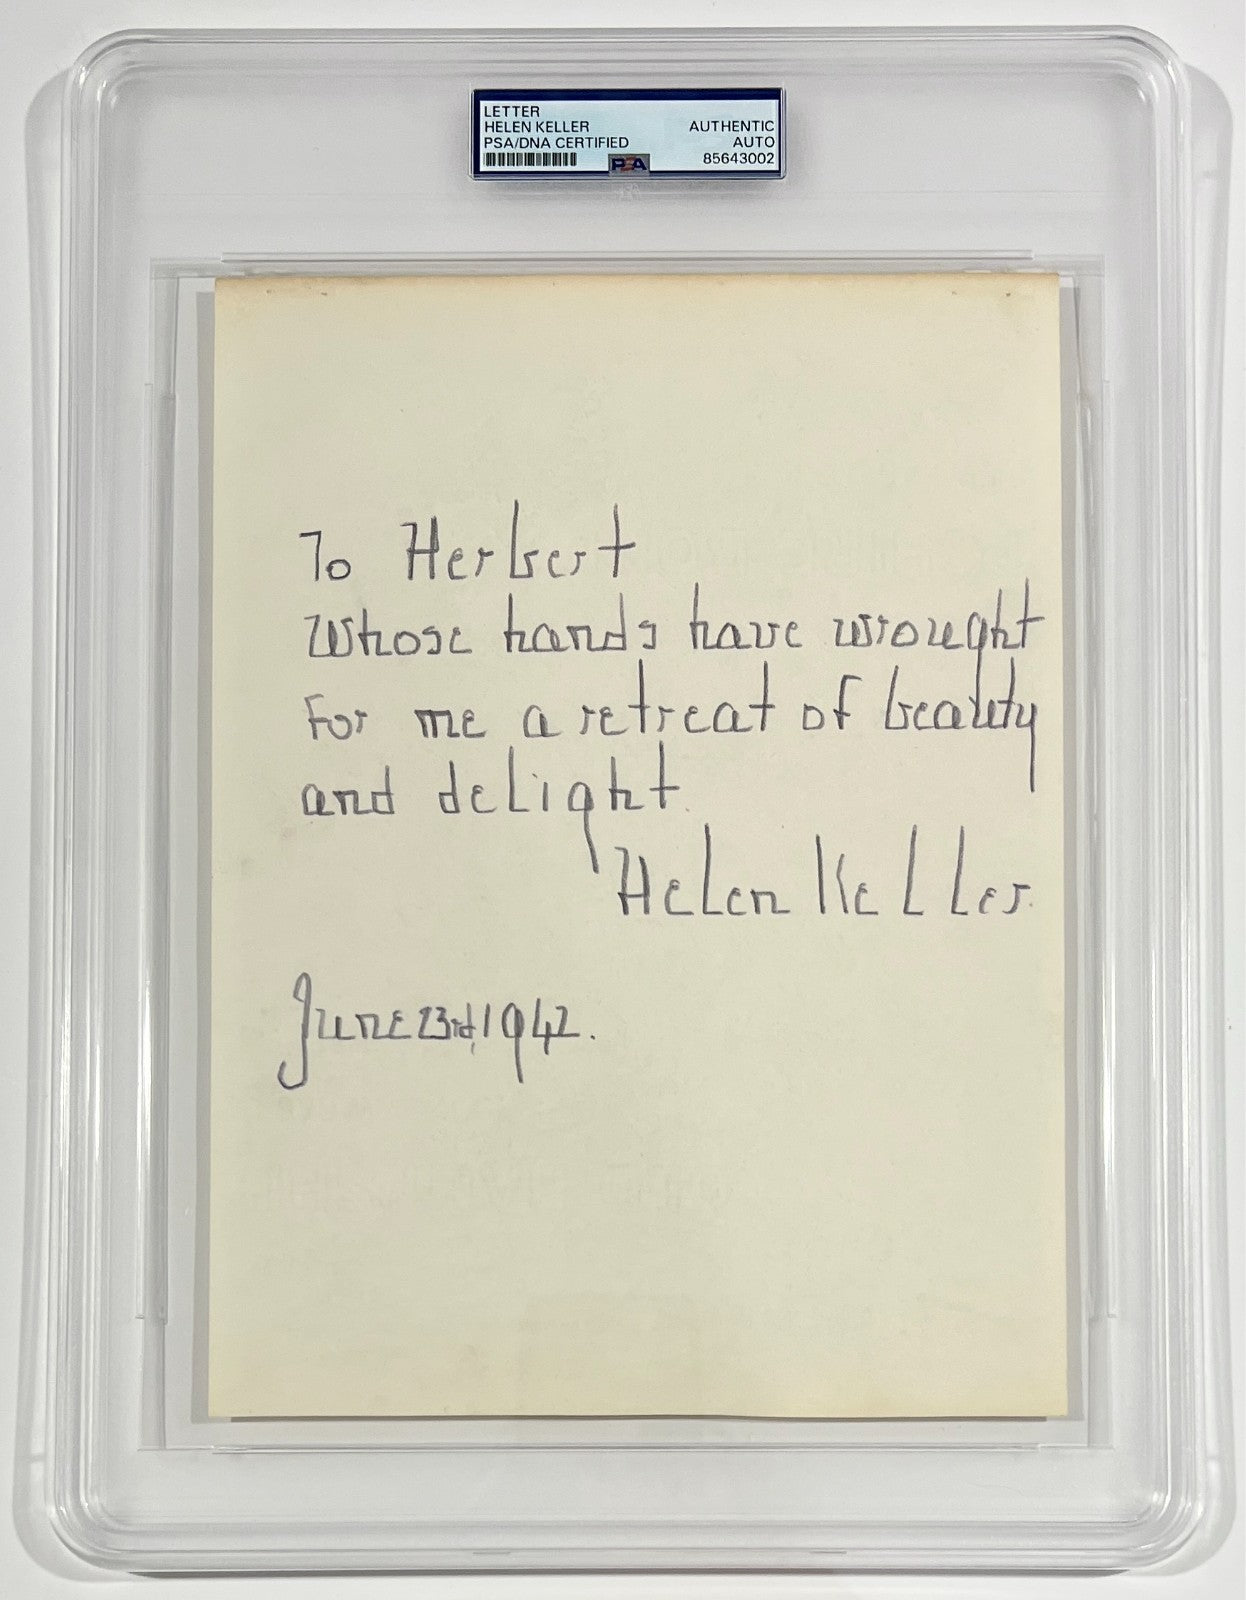 LETTER
HELEN KELLER
PSA/DNA CERTIFIED
AUTHENTIC
AUTO
85643002
PSA
To Herbert
Whose hands have wrought
For me a retreat of beauty
and delight.
Helen Keller.
June 23rd, 1942.